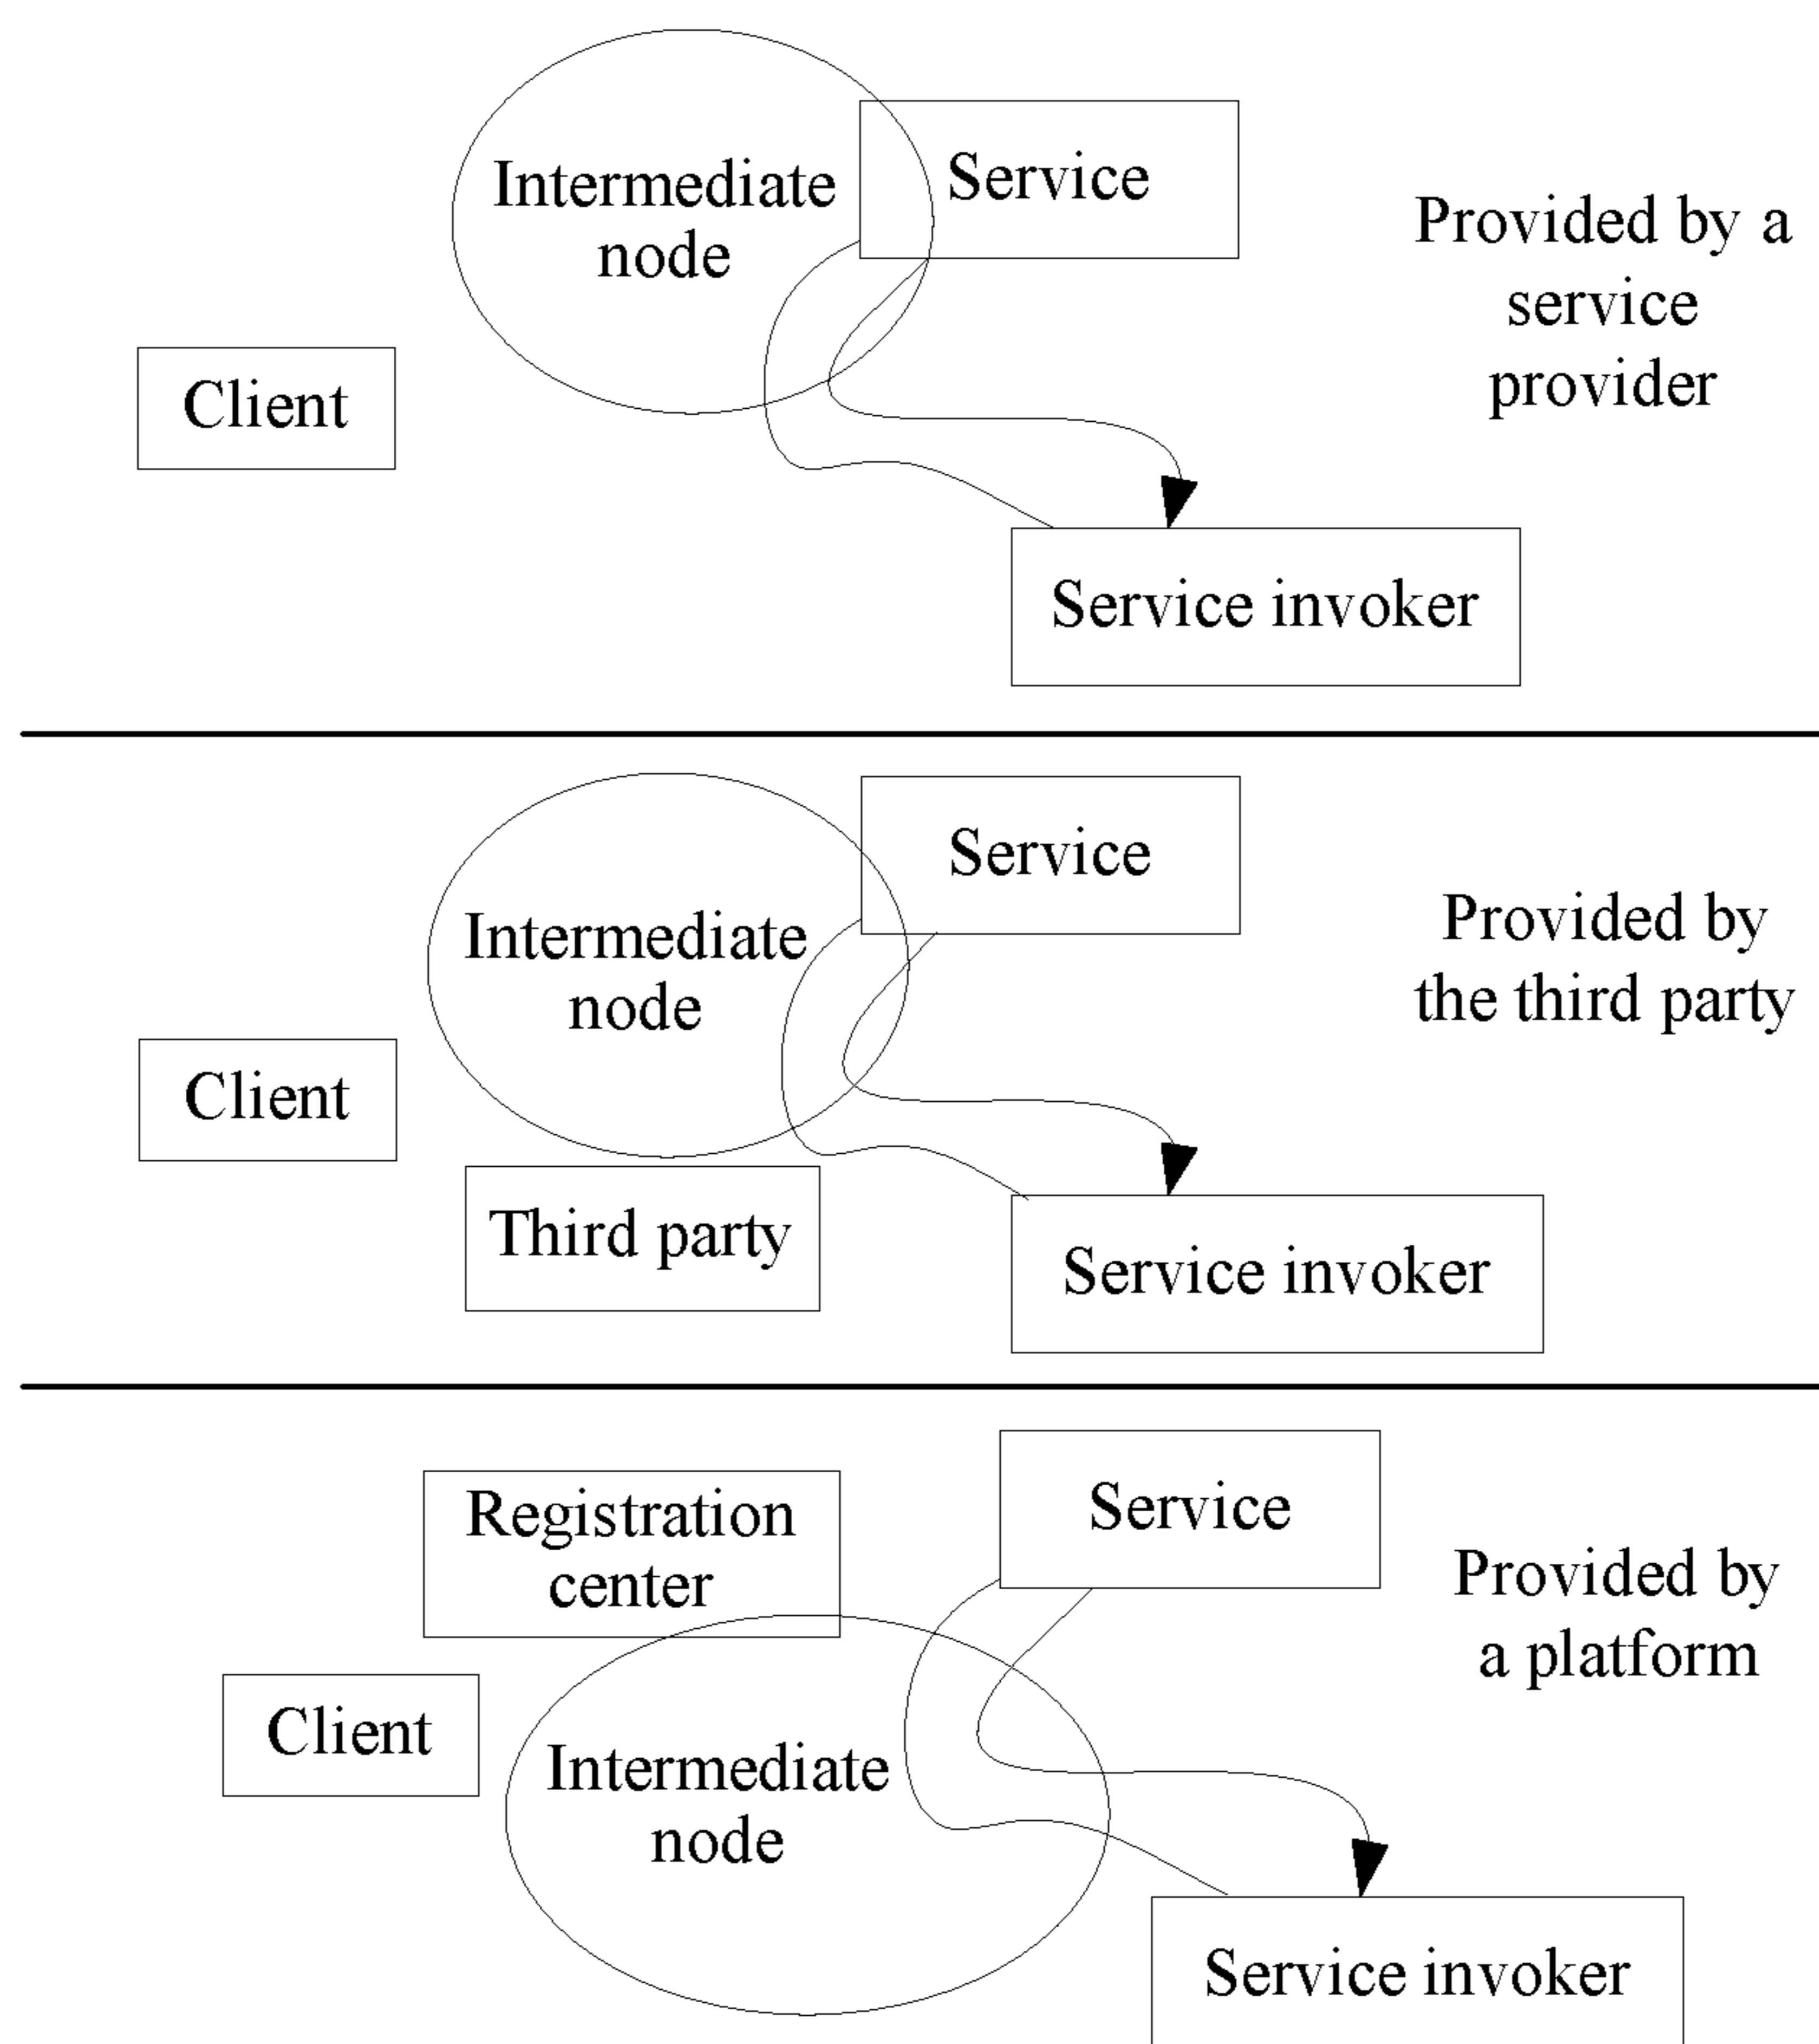 Intermediate
node
Service
Provided by a
service
provider
Client
Service invoker
Service
Intermediate
node
Provided by
the third party
Client
Third party
Service invoker
Registration
center
Service
Provided by
a platform
Client
Intermediate
node
Service invoker